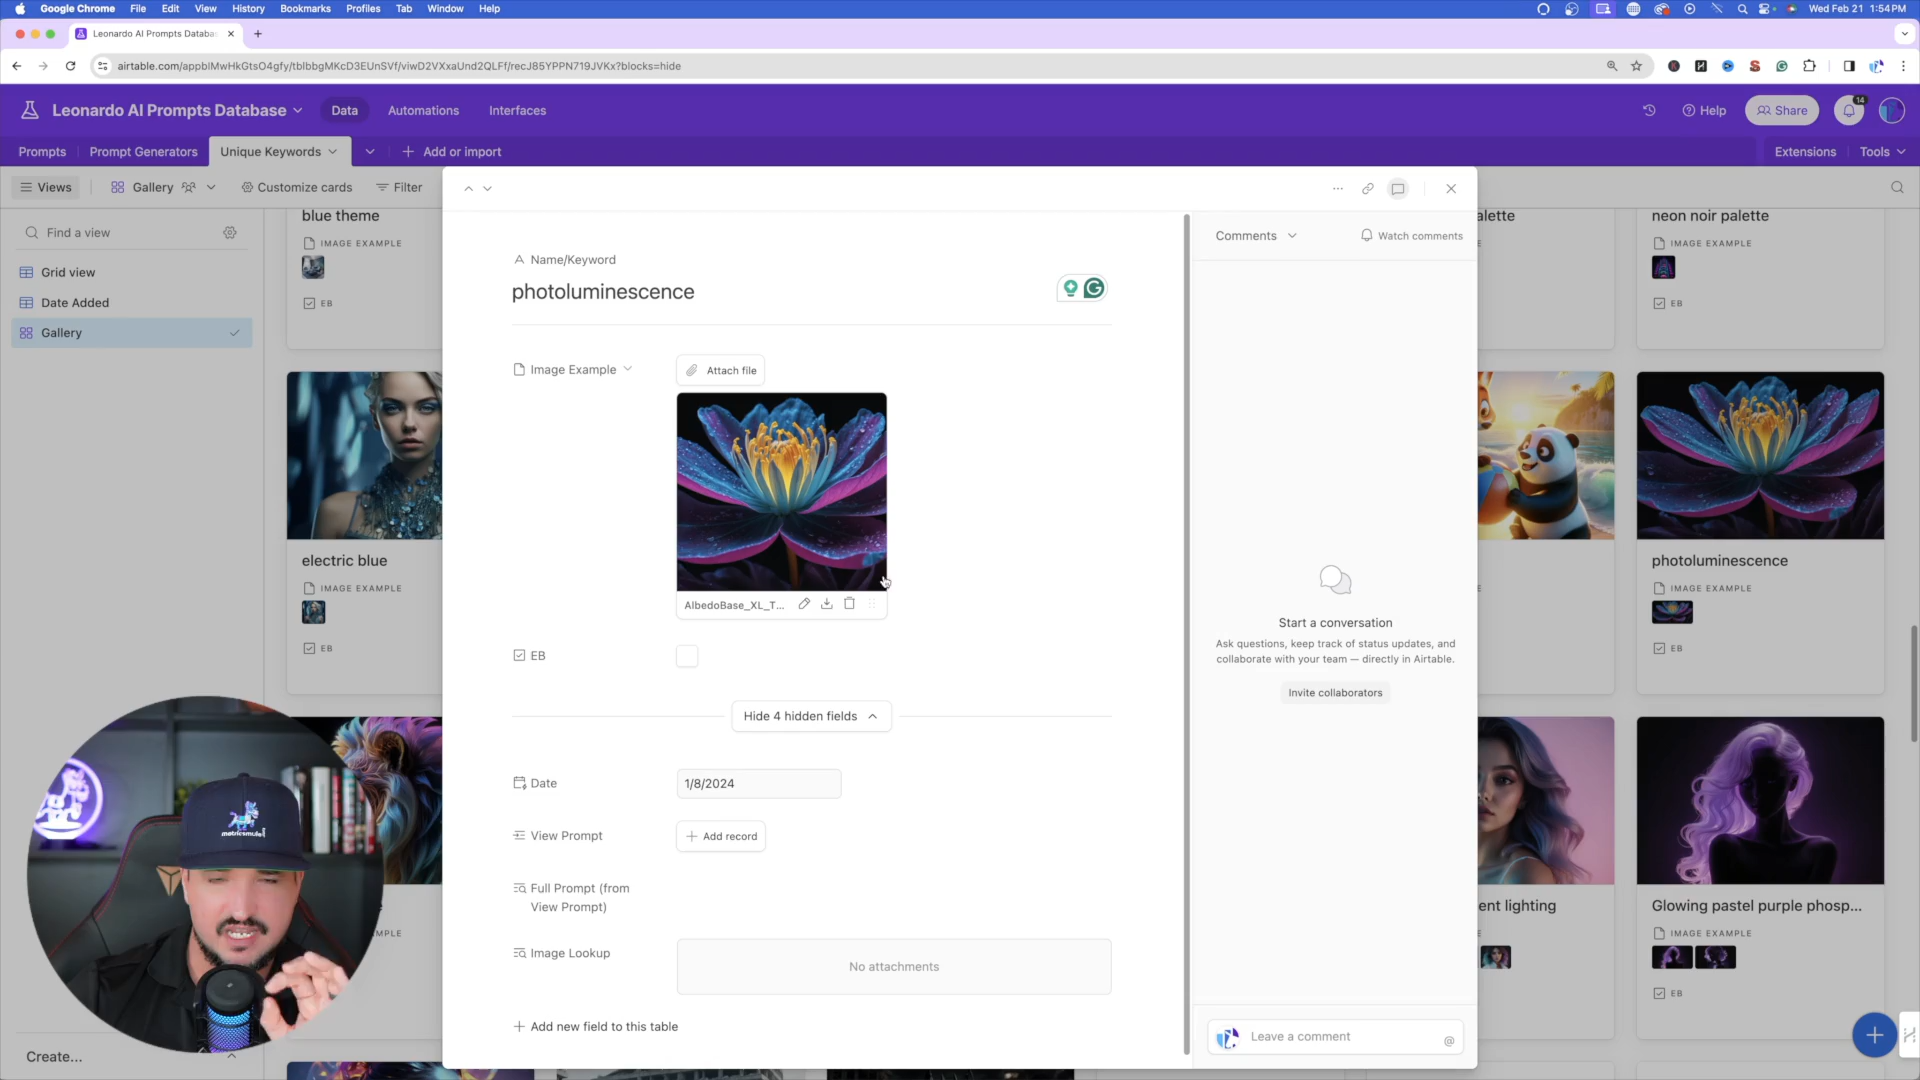 Google Chrome File Edit View History Bookmarks Profiles Tab Window Help
Wed Feb 21 1:54PM
Leonardo AI Prompts Databa
airtable.com/appblMwHkGtsO4gfy/tblbbgMKcD3EUnSVf/viwD2VXxaUnd2QLFf/recJ85YPPN719JVKx?blocks=hide
Leonardo AI Prompts Database
Data
Automations
Interfaces
Help
Share
14
Prompts
Prompt Generators
Unique Keywords
Add or import
Extensions
Tools
Views
Gallery
Customize cards
Filter
Find a view
Grid view
Date Added
Gallery
Create...
blue theme
IMAGE EXAMPLE
EB
electric blue
IMAGE EXAMPLE
EB
MPLE
Name/Keyword
photoluminescence
Image Example
Attach file
AlbedoBase_XL_T...
EB
Hide 4 hidden fields
Date
1/8/2024
View Prompt
Add record
Full Prompt (from
View Prompt)
Image Lookup
No attachments
Add new field to this table
Comments
Watch comments
Start a conversation
Ask questions, keep track of status updates, and
collaborate with your team — directly in Airtable.
Invite collaborators
Leave a comment
@
alette
neon noir palette
IMAGE EXAMPLE
EB
photoluminescence
IMAGE EXAMPLE
EB
ent lighting
Glowing pastel purple phosp...
IMAGE EXAMPLE
EB
metricsmule